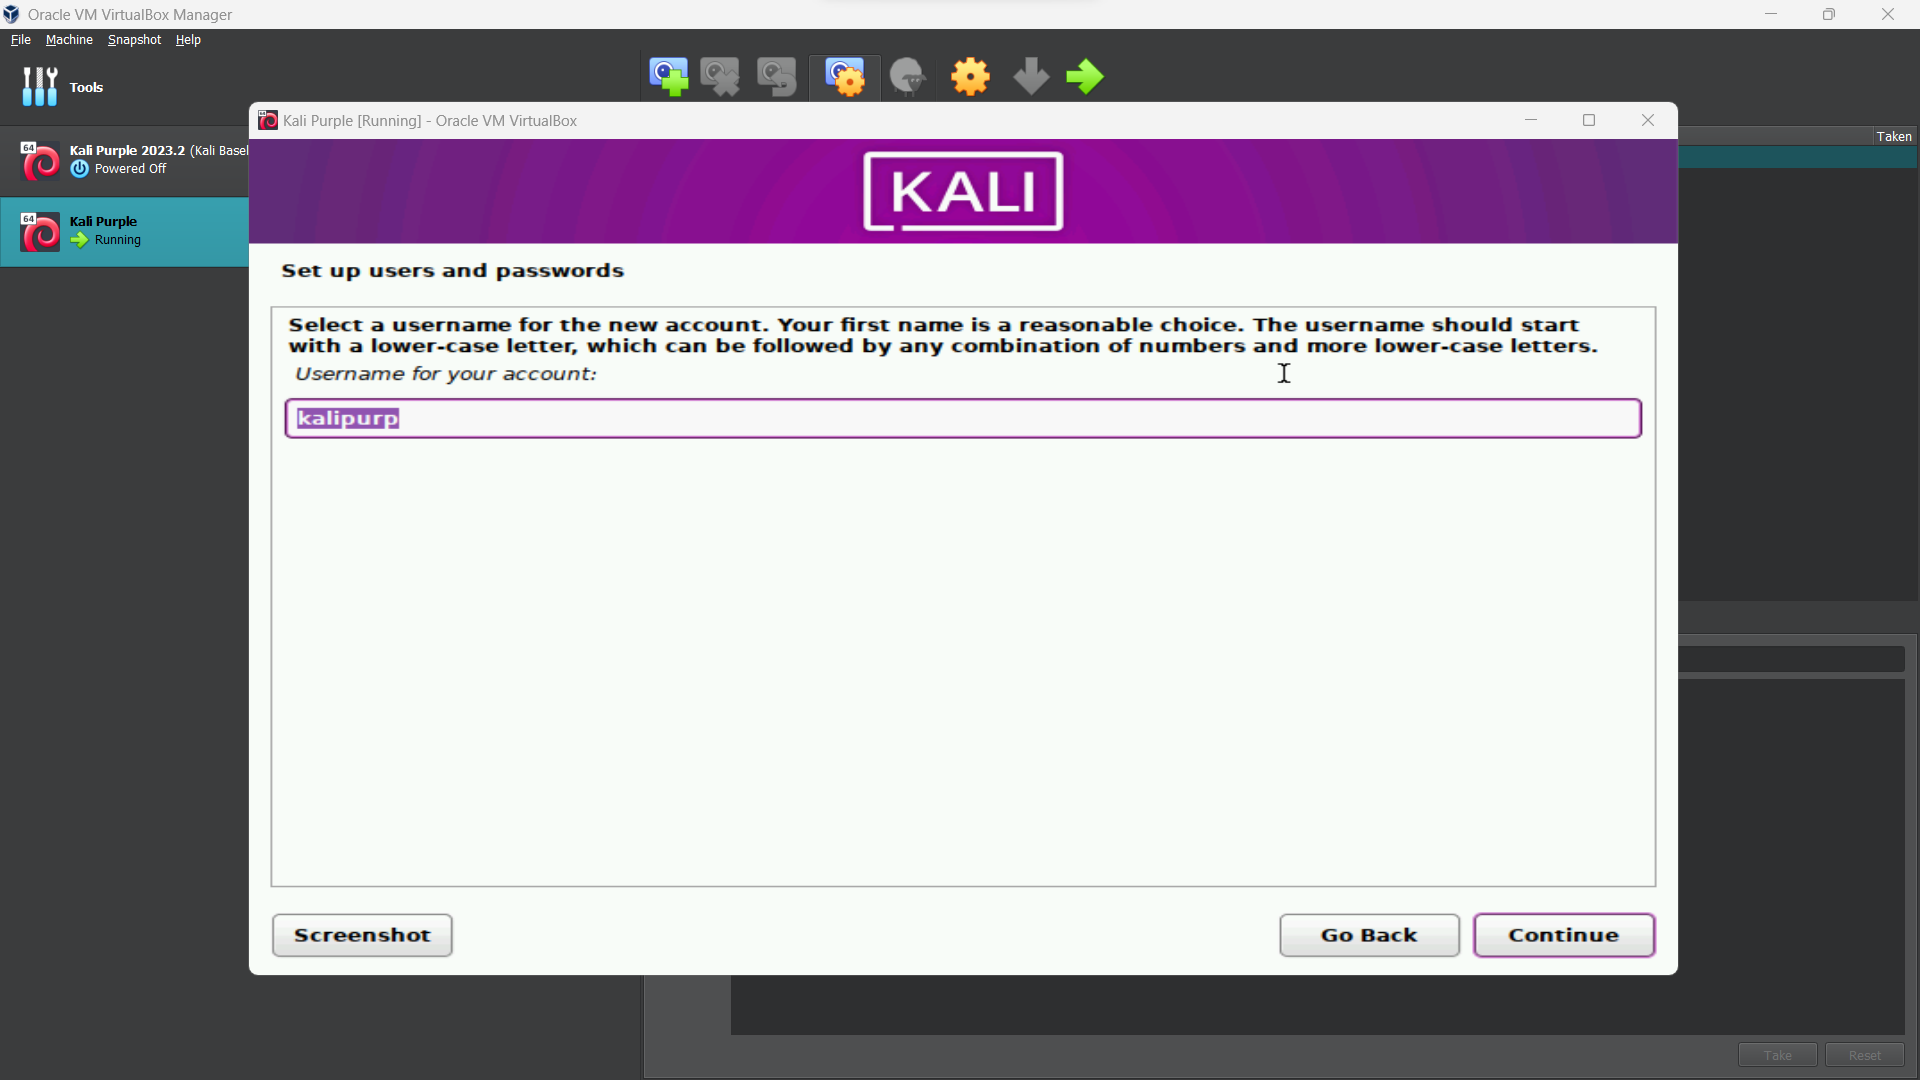 Oracle VM VirtualBox Manager
File Machine Snapshot Help
Tools
Kali Purple [Running] - Oracle VM VirtualBox
Taken
64
Kali Purple 2023.2 (Kali Basel
Powered Off
KALI
64
Kali Purple
Running
Set up users and passwords
Select a username for the new account. Your first name is a reasonable choice. The username should start
with a lower-case letter, which can be followed by any combination of numbers and more lower-case letters.
Username for your account:
kalipurp
Screenshot
Go Back
Continue
Take
Reset